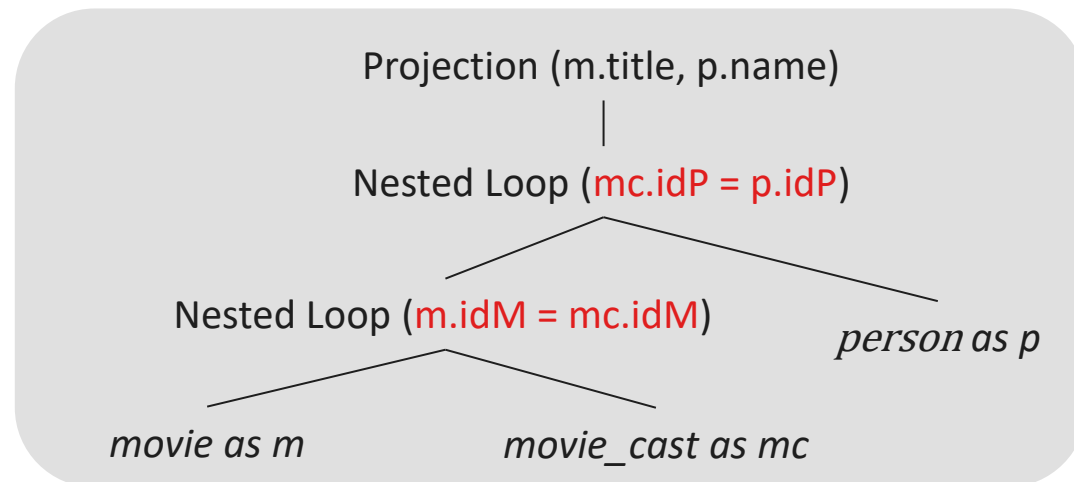 Projection (m.title, p.name)
Nested Loop (mc.idP = p.idP)
Nested Loop (m.idM = mc.idM)
person as p
movie as m
movie_cast as mc